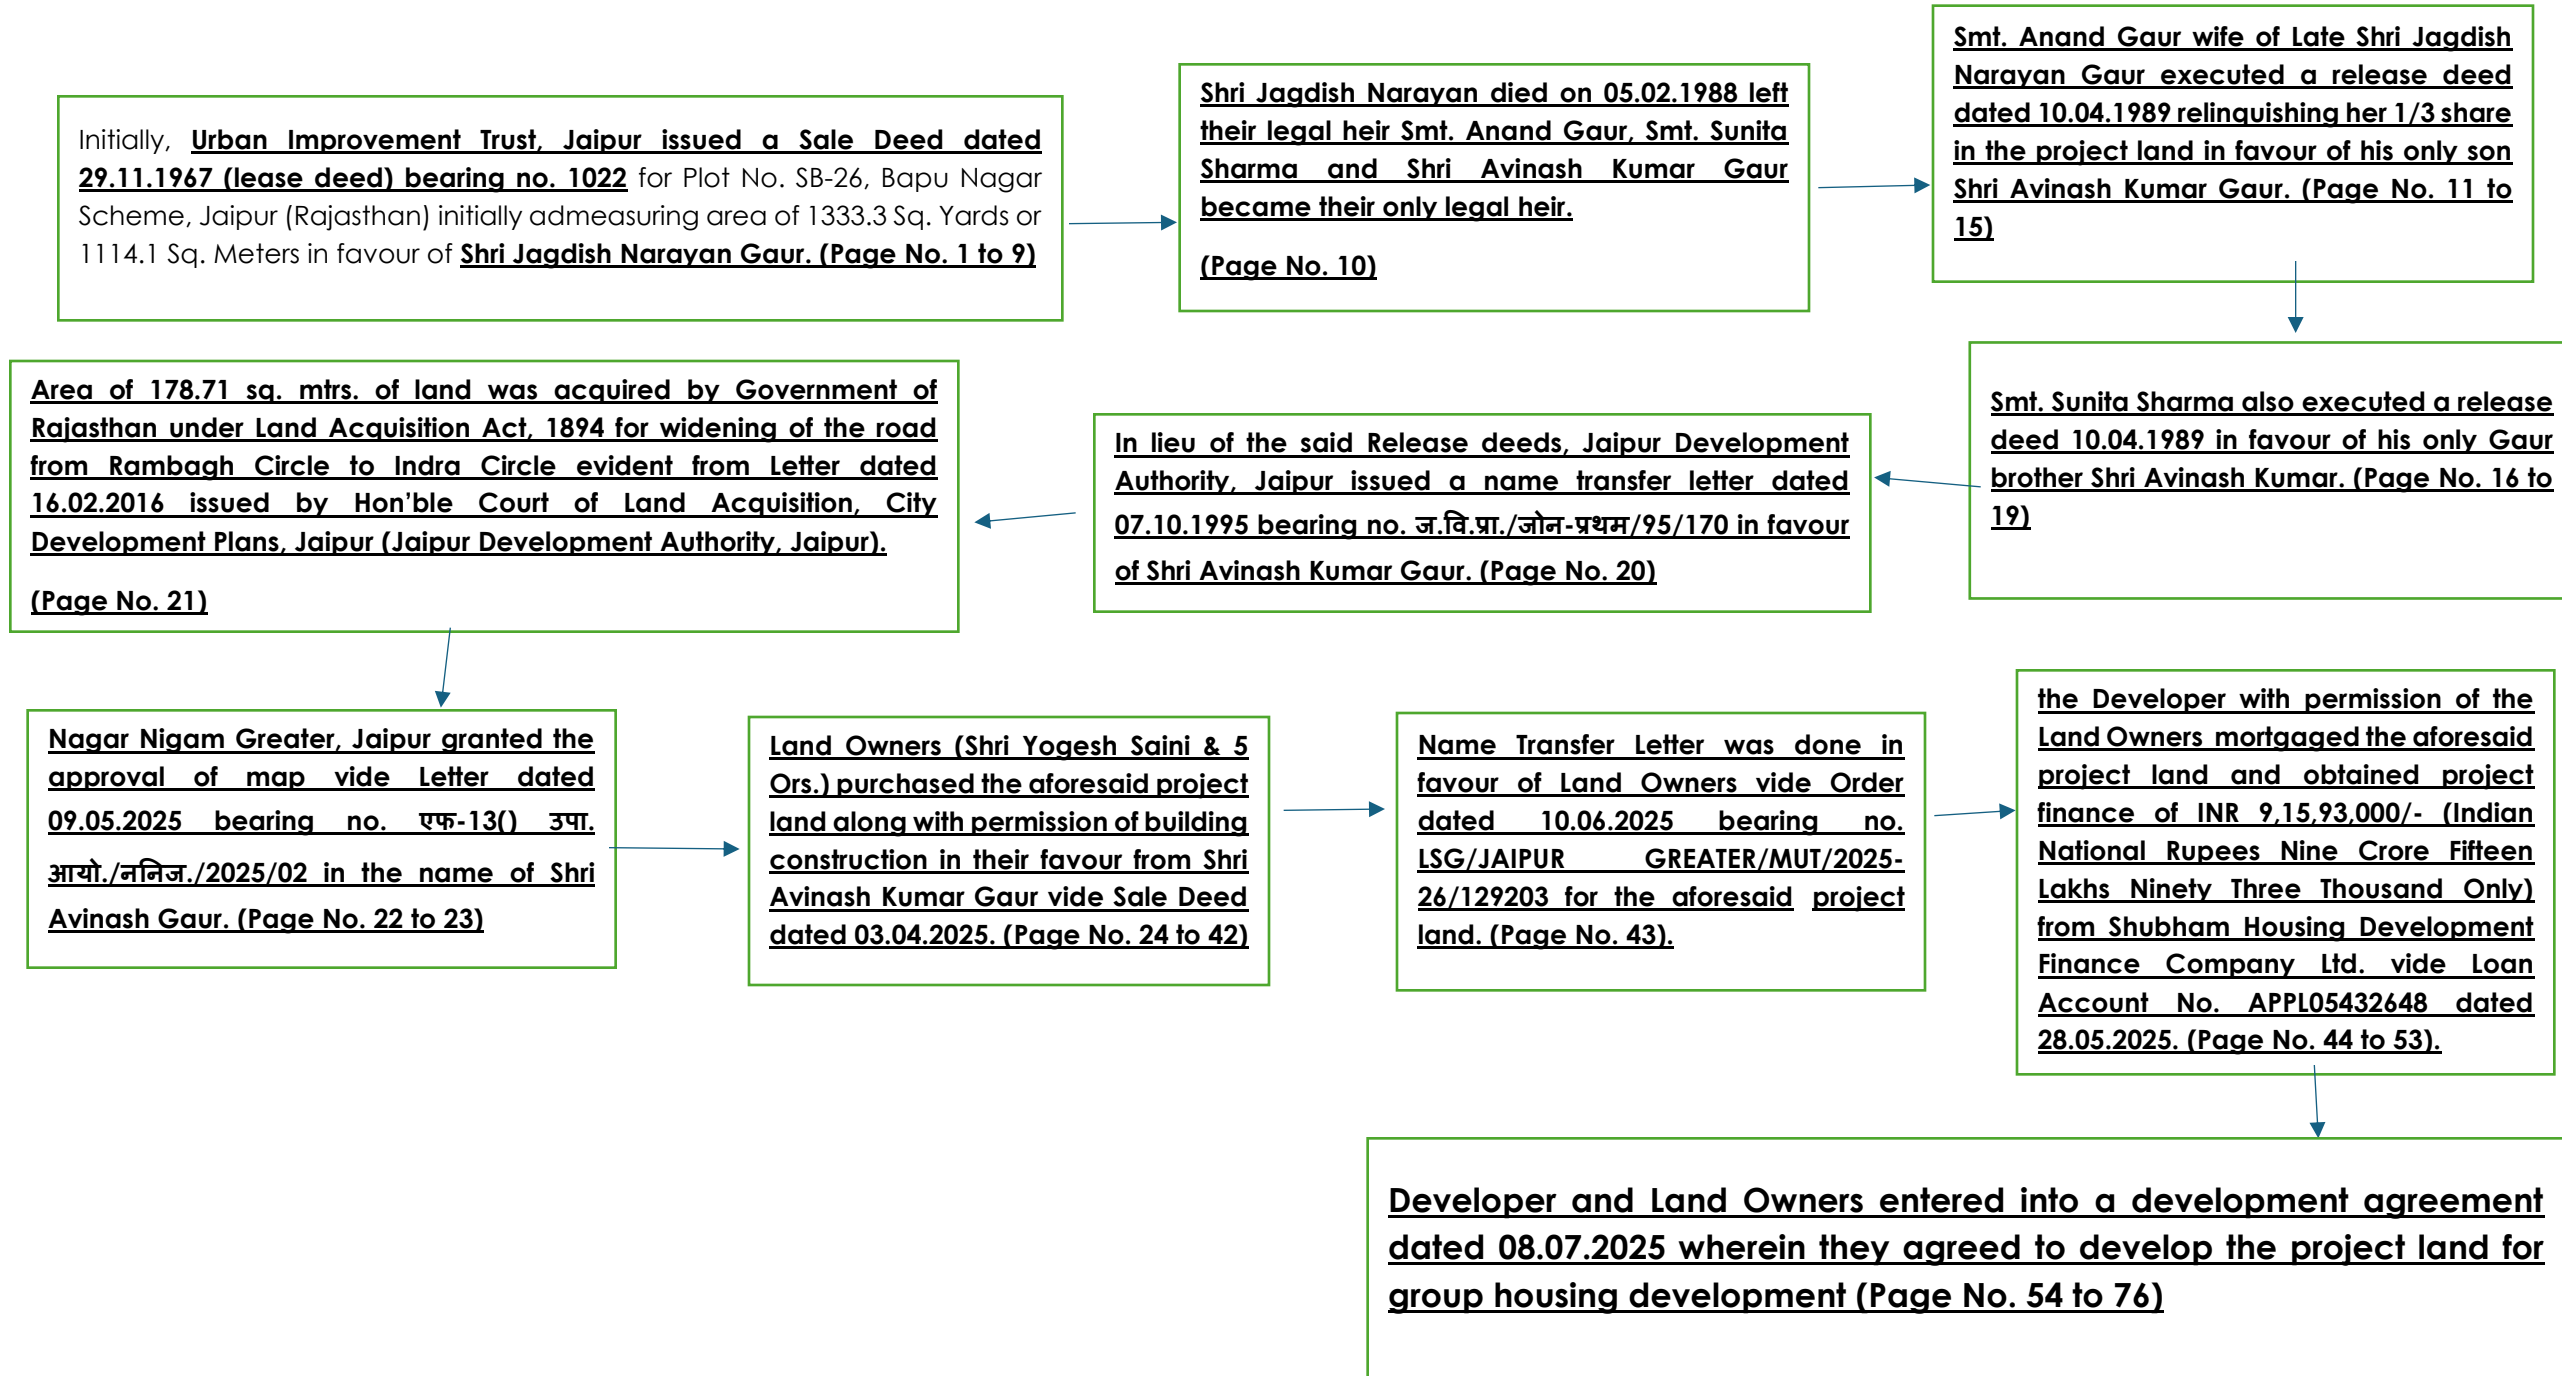 Initially, Urban Improvement Trust, Jaipur issued a Sale Deed dated
29.11.1967 (lease deed) bearing no. 1022 for Plot No. SB-26, Bapu Nagar
Scheme, Jaipur (Rajasthan) initially admeasuring area of 1333.3 Sq. Yards or
1114.1 Sq. Meters in favour of Shri Jagdish Narayan Gaur. (Page No. 1 to 9)
Shri Jagdish Narayan died on 05.02.1988 left
their legal heir Smt. Anand Gaur, Smt. Sunita
Sharma and Shri Avinash Kumar Gaur
became their only legal heir.
(Page No. 10)
Smt. Anand Gaur wife of Late Shri Jagdish
Narayan Gaur executed a release deed
dated 10.04.1989 relinquishing her 1/3 share
in the project land in favour of his only son
Shri Avinash Kumar Gaur. (Page No. 11 to
15)
Smt. Sunita Sharma also executed a release
deed 10.04.1989 in favour of his only Gaur
brother Shri Avinash Kumar. (Page No. 16 to
19)
In lieu of the said Release deeds, Jaipur Development
Authority, Jaipur issued a name transfer letter dated
07.10.1995 bearing no. ज.वि.प्रा./जोन-प्रथम/95/170 in favour
of Shri Avinash Kumar Gaur. (Page No. 20)
Area of 178.71 sq. mtrs. of land was acquired by Government of
Rajasthan under Land Acquisition Act, 1894 for widening of the road
from Rambagh Circle to Indra Circle evident from Letter dated
16.02.2016 issued by Hon’ble Court of Land Acquisition, City
Development Plans, Jaipur (Jaipur Development Authority, Jaipur).
(Page No. 21)
Nagar Nigam Greater, Jaipur granted the
approval of map vide Letter dated
09.05.2025 bearing no. एफ-13() उपा.
आयो./ननिज./2025/02 in the name of Shri
Avinash Gaur. (Page No. 22 to 23)
Land Owners (Shri Yogesh Saini & 5
Ors.) purchased the aforesaid project
land along with permission of building
construction in their favour from Shri
Avinash Kumar Gaur vide Sale Deed
dated 03.04.2025. (Page No. 24 to 42)
Name Transfer Letter was done in
favour of Land Owners vide Order
dated 10.06.2025 bearing no.
LSG/JAIPUR GREATER/MUT/2025-
26/129203 for the aforesaid project
land. (Page No. 43).
the Developer with permission of the
Land Owners mortgaged the aforesaid
project land and obtained project
finance of INR 9,15,93,000/- (Indian
National Rupees Nine Crore Fifteen
Lakhs Ninety Three Thousand Only)
from Shubham Housing Development
Finance Company Ltd. vide Loan
Account No. APPL05432648 dated
28.05.2025. (Page No. 44 to 53).
Developer and Land Owners entered into a development agreement
dated 08.07.2025 wherein they agreed to develop the project land for
group housing development (Page No. 54 to 76)